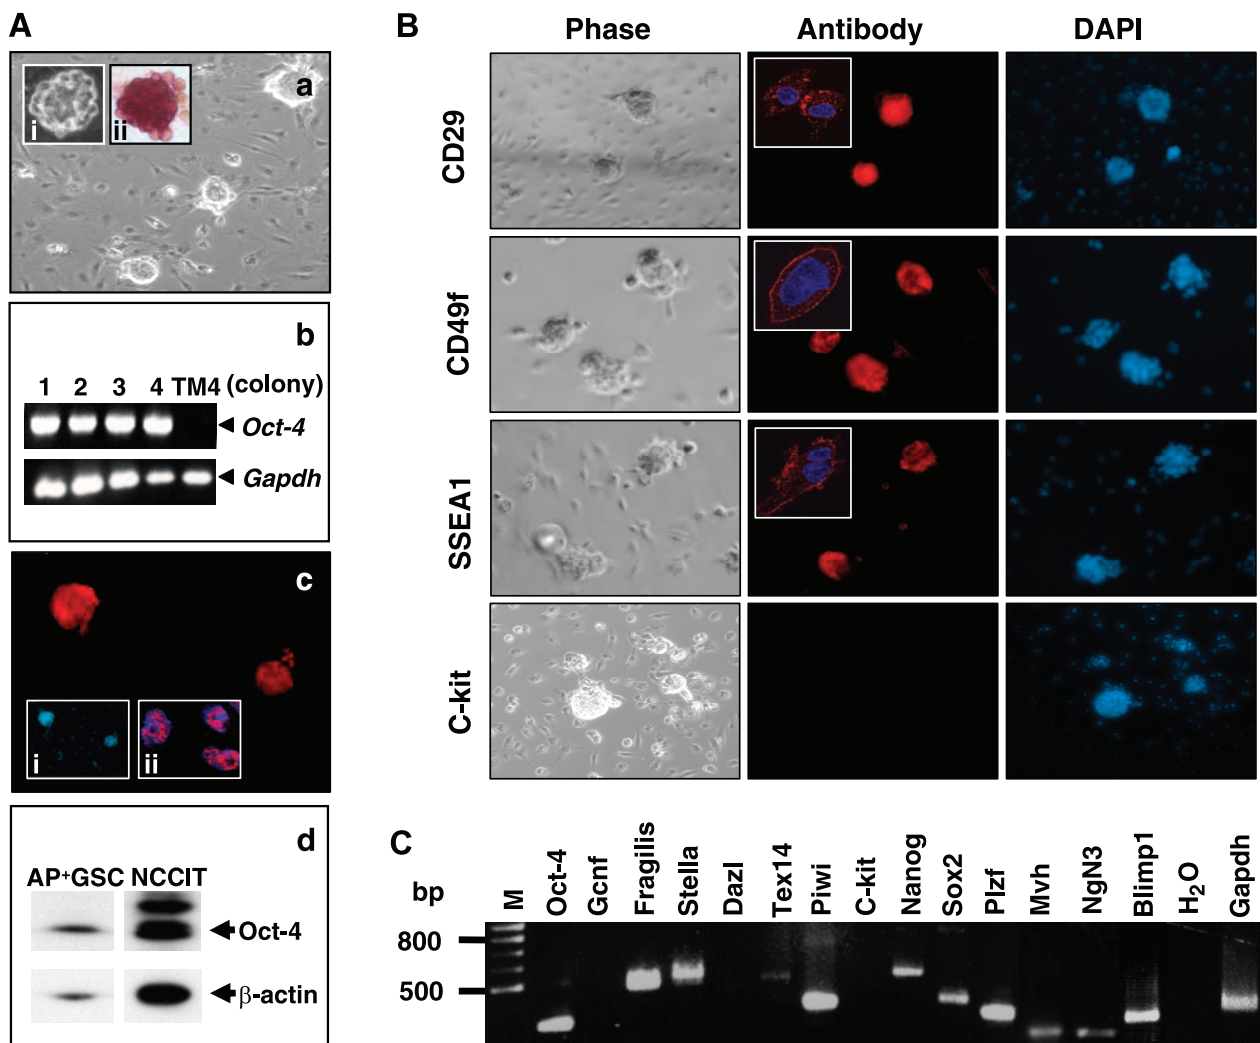 A
a
i
ii
b
1 2 3 4 TM4 (colony)
Oct-4
Gapdh
c
i
ii
d
AP+GSC NCCIT
Oct-4
β-actin
B
Phase Antibody DAPI
CD29
CD49f
SSEA1
C-kit
C
bp M Oct-4 Gcnf Fragilis Stella Dazl Tex14 Piwi C-kit Nanog Sox2 Plzf Mvh NgN3 Blimp1 H2O Gapdh
800
500